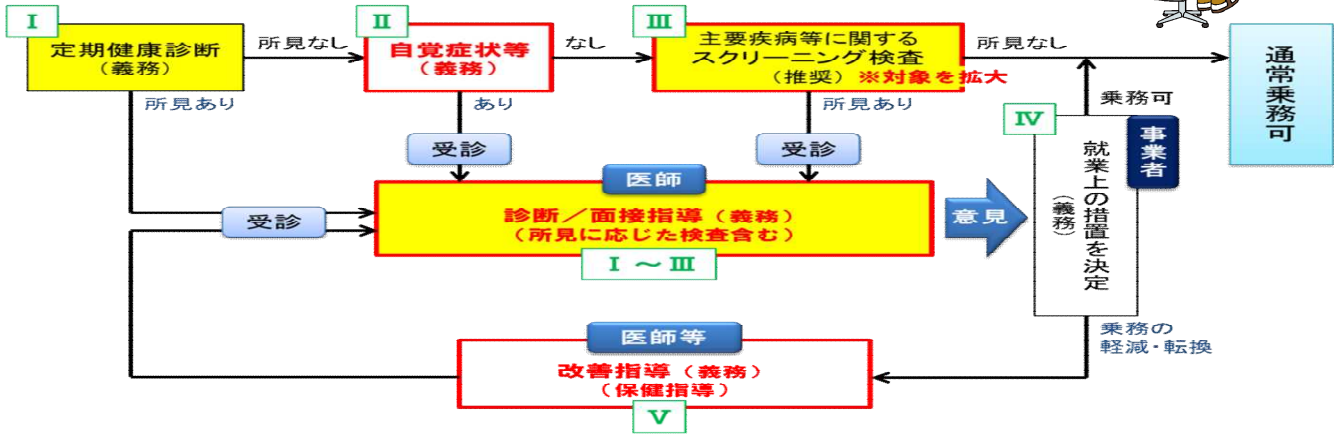 Ⅰ
定期健康診断
(義務)
所見なし
所見あり
Ⅱ
自覚症状等
(義務)
なし
あり
Ⅲ
主要疾病等に関する
スクリーニング検査
(推奨)※対象を拡大
所見なし
所見あり
通常乗務可
受診
受診
受診
医師
診断/面接指導(義務)
(所見に応じた検査含む)
Ⅰ~Ⅲ
意見
Ⅳ
事業者
就業上の措置を決定
(義務)
乗務可
乗務の
軽減・転換
医師等
改善指導(義務)
(保健指導)
Ⅴ